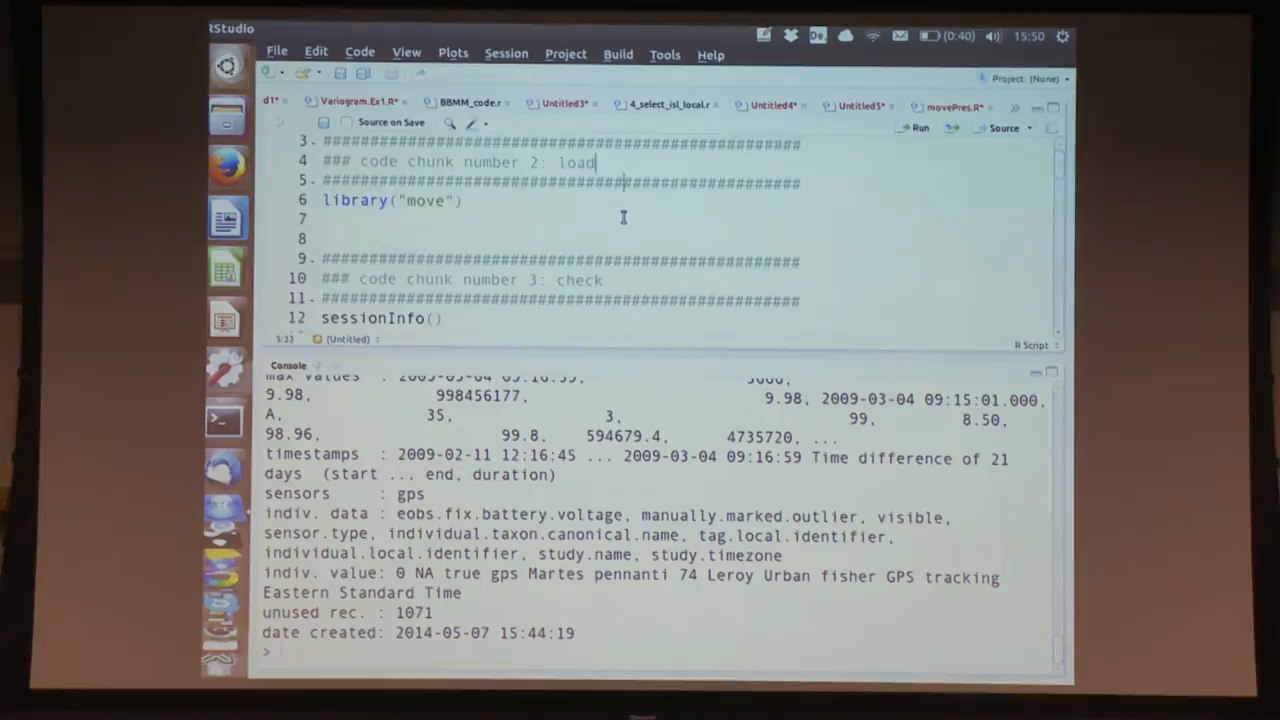 RStudio
(0:40) 15:50
File Edit Code View Plots Session Project Build Tools Help
De
Project: (None)
d1* Variogram.Ex1.R* BBMM_code.r Untitled3* 4_select_isl_local.r Untitled4* Untitled5* movePres.R*
Source on Save Run Source
3 ###################################################
4 ### code chunk number 2: load
5 ###################################################
6 library("move")
7
8
9 ###################################################
10 ### code chunk number 3: check
11 ###################################################
12 sessionInfo()
5:33 (Untitled) R Script
Console
max values :
9.98, 998456177, 9.98, 2009-03-04 09:15:01.000,
A, 35, 3, 99, 8.50,
98.96, 99.8, 594679.4, 4735720, ...
timestamps : 2009-02-11 12:16:45 ... 2009-03-04 09:16:59 Time difference of 21
days (start ... end, duration)
sensors : gps
indiv. data : eobs.fix.battery.voltage, manually.marked.outlier, visible,
sensor.type, individual.taxon.canonical.name, tag.local.identifier,
individual.local.identifier, study.name, study.timezone
indiv. value: 0 NA true gps Martes pennanti 74 Leroy Urban fisher GPS tracking
Eastern Standard Time
unused rec. : 1071
date created: 2014-05-07 15:44:19
>